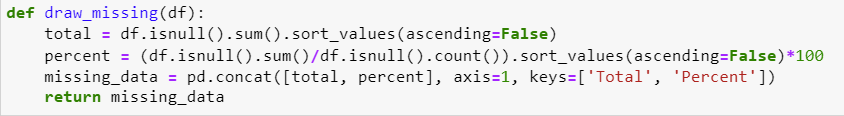 def draw_missing(df):
    total = df.isnull().sum().sort_values(ascending=False)
    percent = (df.isnull().sum()/df.isnull().count()).sort_values(ascending=False)*100
    missing_data = pd.concat([total, percent], axis=1, keys=['Total', 'Percent'])
    return missing_data